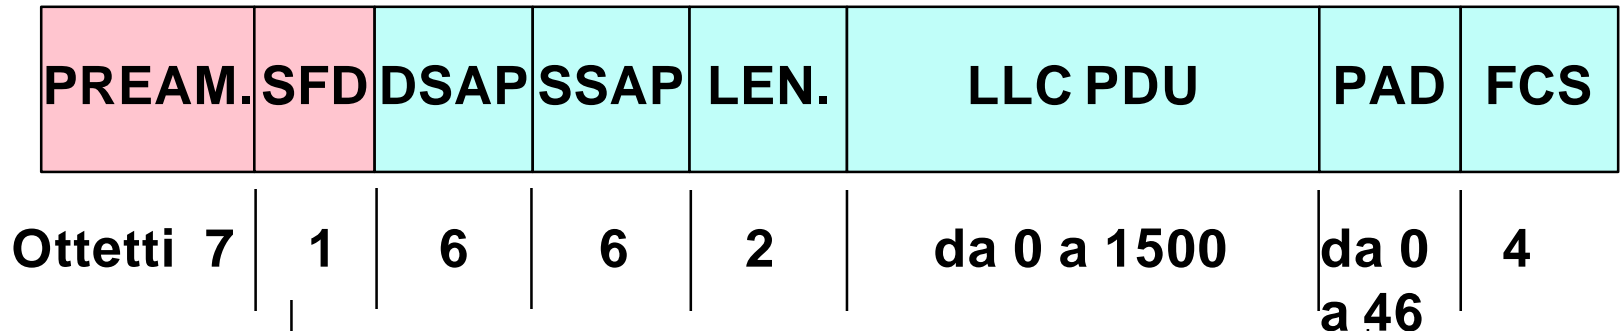 PREAM. SFD DSAP SSAP LEN. LLC PDU PAD FCS
Ottetti 7 1 6 6 2 da 0 a 1500 da 0 4
a 46